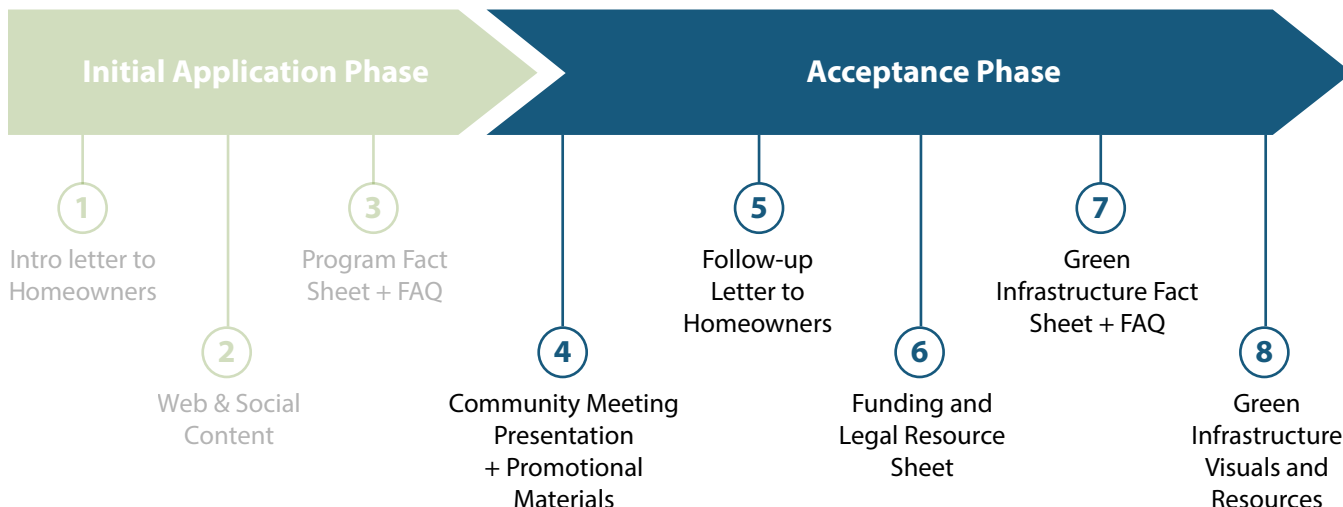 Initial Application Phase
Acceptance Phase
1
Intro letter to
Homeowners
2
Web & Social
Content
3
Program Fact
Sheet + FAQ
4
Community Meeting
Presentation
+ Promotional
Materials
5
Follow-up
Letter to
Homeowners
6
Funding and
Legal Resource
Sheet
7
Green
Infrastructure Fact
Sheet + FAQ
8
Green
Infrastructure
Visuals and
Resources